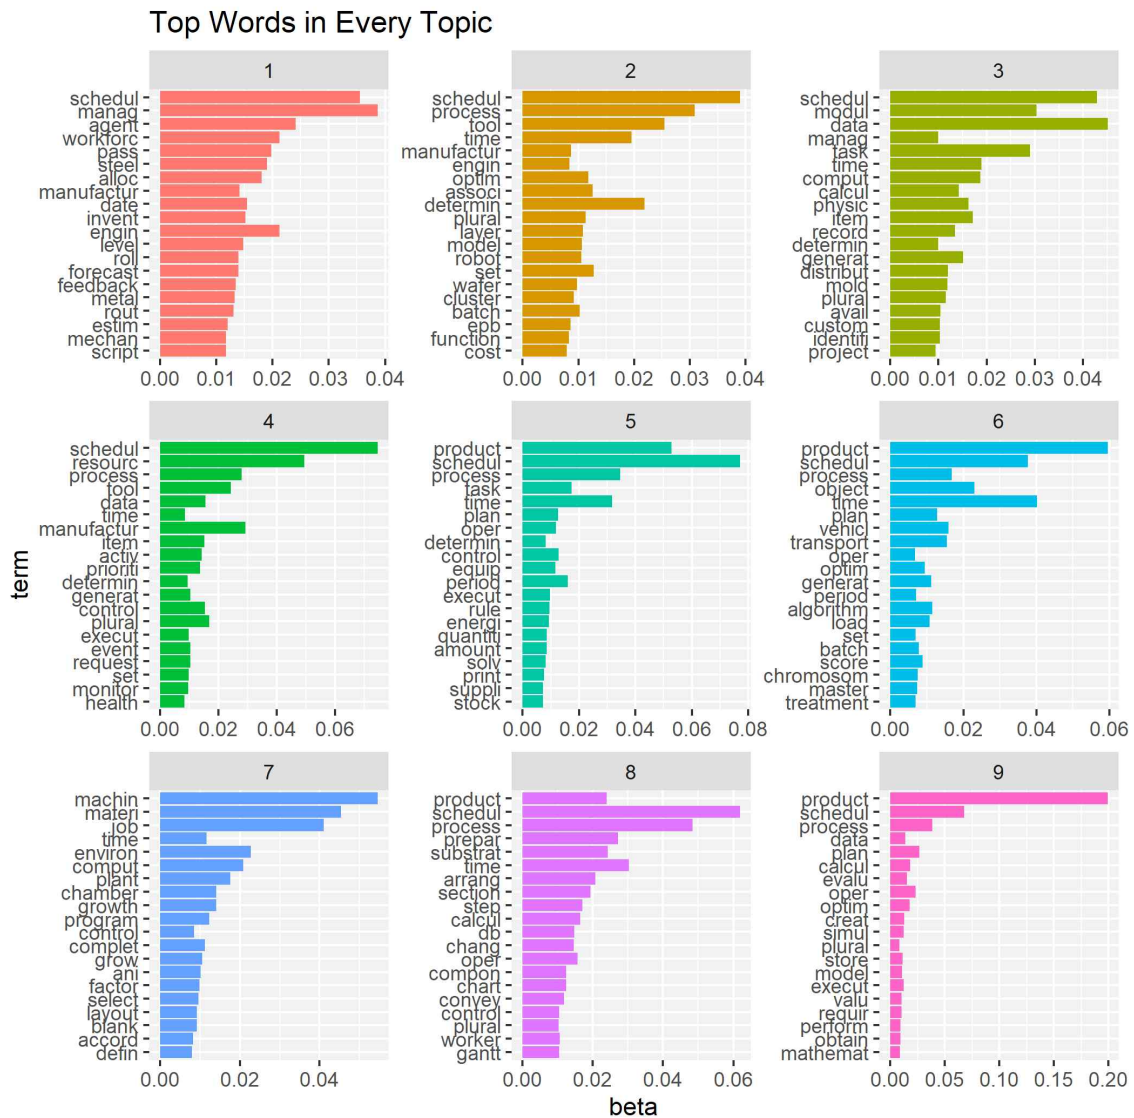 Top Words in Every Topic
1
schedul
manag
agent
workforc
pass
steel
alloc
manufactur
date
invent
engin
level
roll
forecast
feedback
metal
rout
estim
mechan
script
0.00 0.01 0.02 0.03 0.04
2
schedul
process
tool
time
manufactur
engin
optim
associ
determin
plural
layer
model
robot
set
wafer
cluster
batch
epb
function
cost
0.00 0.01 0.02 0.03 0.04
3
schedul
modul
data
manag
task
time
comput
calcul
physic
item
record
determin
generat
distribut
mold
plural
avail
custom
identifi
project
0.00 0.01 0.02 0.03 0.04
term
4
schedul
resourc
process
tool
data
time
manufactur
item
activ
prioriti
determin
generat
control
plural
execut
event
request
set
monitor
health
0.00 0.02 0.04 0.06
5
product
schedul
process
task
time
plan
oper
determin
control
equip
period
execut
rule
energi
quantiti
amount
solv
print
suppli
stock
0.00 0.02 0.04 0.06 0.08
6
product
schedul
process
object
time
plan
vehicl
transport
oper
optim
generat
period
algorithm
load
set
batch
score
chromosom
master
treatment
0.00 0.02 0.04 0.06
7
machin
materi
job
time
environ
comput
plant
chamber
growth
program
control
complet
grow
ani
factor
select
layout
blank
accord
defin
0.00 0.02 0.04
8
product
schedul
process
prepar
substrat
time
arrang
section
step
calcul
db
chang
oper
compon
chart
convey
control
plural
worker
gantt
0.00 0.02 0.04 0.06
9
product
schedul
process
data
plan
calcul
evalu
oper
optim
creat
simul
plural
store
model
execut
valu
requir
perform
obtain
mathemat
0.00 0.05 0.10 0.15 0.20
beta